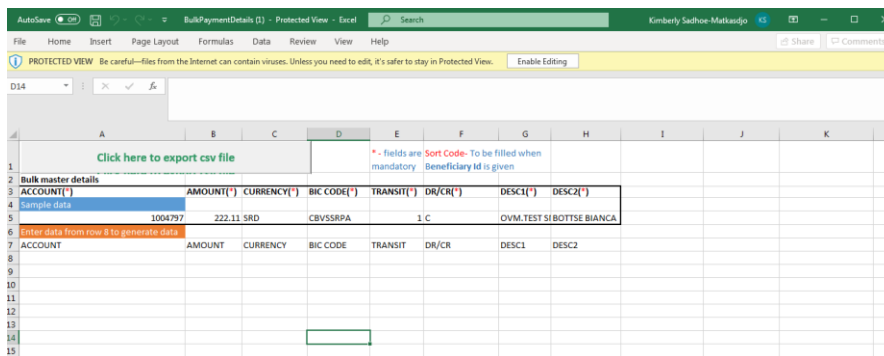 AutoSave Off BulkPaymentDetails (1) - Protected View - Excel Search Kimberly Sadhoe-Matkasdjo KS
File Home Insert Page Layout Formulas Data Review View Help Share Comments
PROTECTED VIEW Be careful—files from the Internet can contain viruses. Unless you need to edit, it's safer to stay in Protected View. Enable Editing
D14 fx
A B C D E F G H I J K
Click here to export csv file
* - fields are mandatory
Sort Code- To be filled when Beneficiary Id is given
1
2 Bulk master details
3 ACCOUNT(*) AMOUNT(*) CURRENCY(*) BIC CODE(*) TRANSIT(*) DR/CR(*) DESC1(*) DESC2(*)
4 Sample data
5 1004797 222.11 SRD CBVSSRPA 1 C OVM.TEST SI BOTTSE BIANCA
6 Enter data from row 8 to generate data
7 ACCOUNT AMOUNT CURRENCY BIC CODE TRANSIT DR/CR DESC1 DESC2
8
9
10
11
12
13
14
15